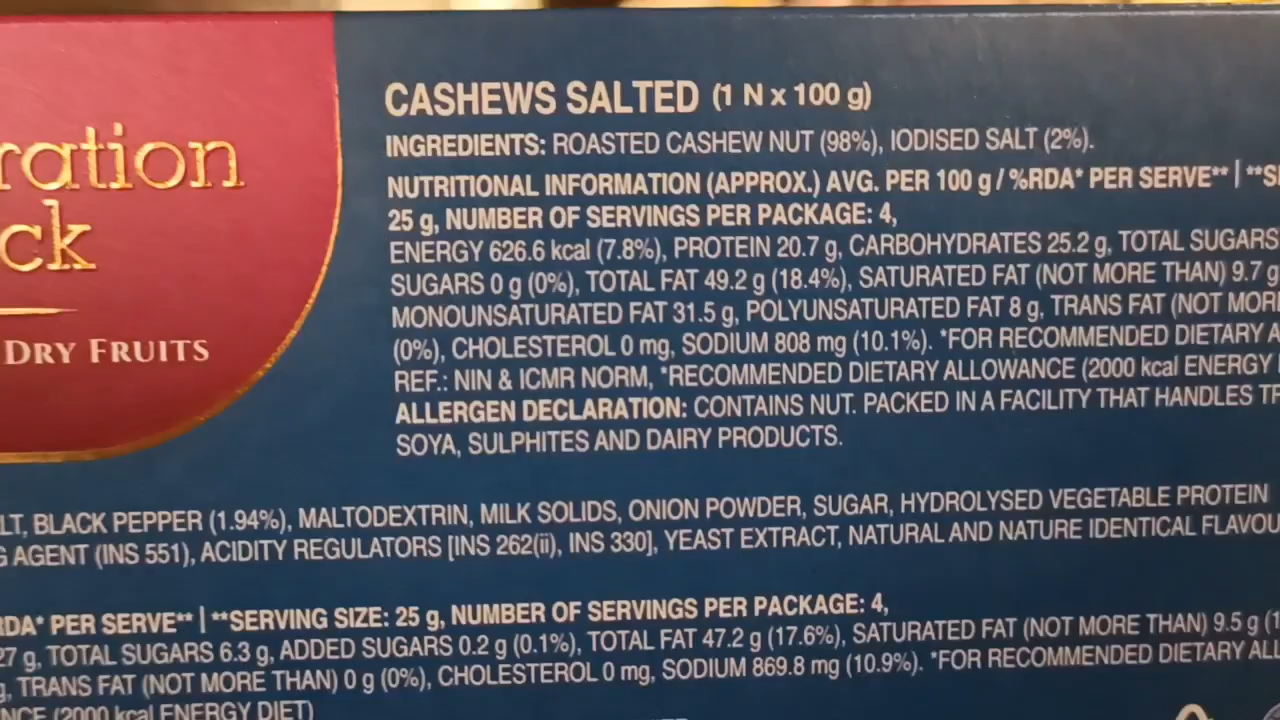 ration
ck
DRY FRUITS
CASHEWS SALTED (1 N x 100 g)
INGREDIENTS: ROASTED CASHEW NUT (98%), IODISED SALT (2%).
NUTRITIONAL INFORMATION (APPROX.) AVG. PER 100 g / %RDA* PER SERVE** | **SE
25 g, NUMBER OF SERVINGS PER PACKAGE: 4,
ENERGY 626.6 kcal (7.8%), PROTEIN 20.7 g, CARBOHYDRATES 25.2 g, TOTAL SUGARS
SUGARS 0 g (0%), TOTAL FAT 49.2 g (18.4%), SATURATED FAT (NOT MORE THAN) 9.7 g
MONOUNSATURATED FAT 31.5 g, POLYUNSATURATED FAT 8 g, TRANS FAT (NOT MOR
(0%), CHOLESTEROL 0 mg, SODIUM 808 mg (10.1%). *FOR RECOMMENDED DIETARY A
REF.: NIN & ICMR NORM, *RECOMMENDED DIETARY ALLOWANCE (2000 kcal ENERGY
ALLERGEN DECLARATION: CONTAINS NUT. PACKED IN A FACILITY THAT HANDLES TR
SOYA, SULPHITES AND DAIRY PRODUCTS.
LT, BLACK PEPPER (1.94%), MALTODEXTRIN, MILK SOLIDS, ONION POWDER, SUGAR, HYDROLYSED VEGETABLE PROTEIN
G AGENT (INS 551), ACIDITY REGULATORS [INS 262(ii), INS 330], YEAST EXTRACT, NATURAL AND NATURE IDENTICAL FLAVOU
RDA* PER SERVE** | **SERVING SIZE: 25 g, NUMBER OF SERVINGS PER PACKAGE: 4,
27 g, TOTAL SUGARS 6.3 g, ADDED SUGARS 0.2 g (0.1%), TOTAL FAT 47.2 g (17.6%), SATURATED FAT (NOT MORE THAN) 9.5 g (1
g, TRANS FAT (NOT MORE THAN) 0 g (0%), CHOLESTEROL 0 mg, SODIUM 869.8 mg (10.9%). *FOR RECOMMENDED DIETARY ALL
NCE (2000 kcal ENERGY DIET)